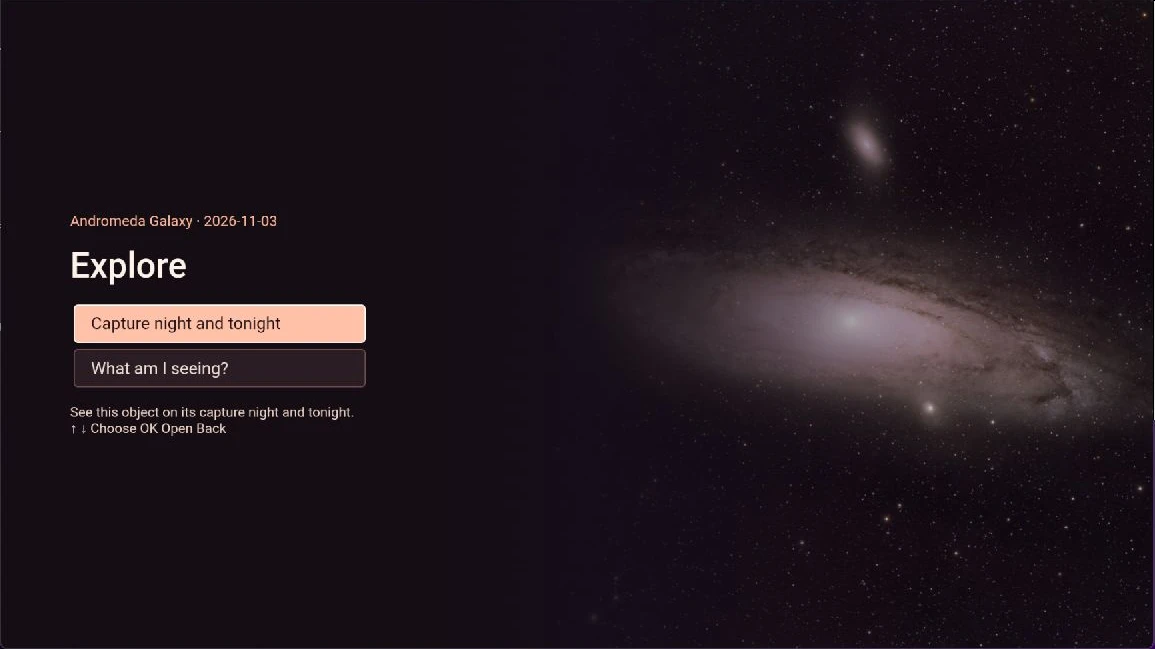 Andromeda Galaxy · 2026-11-03
Explore
Capture night and tonight
What am I seeing?
See this object on its capture night and tonight.
↑ ↓ Choose OK Open Back